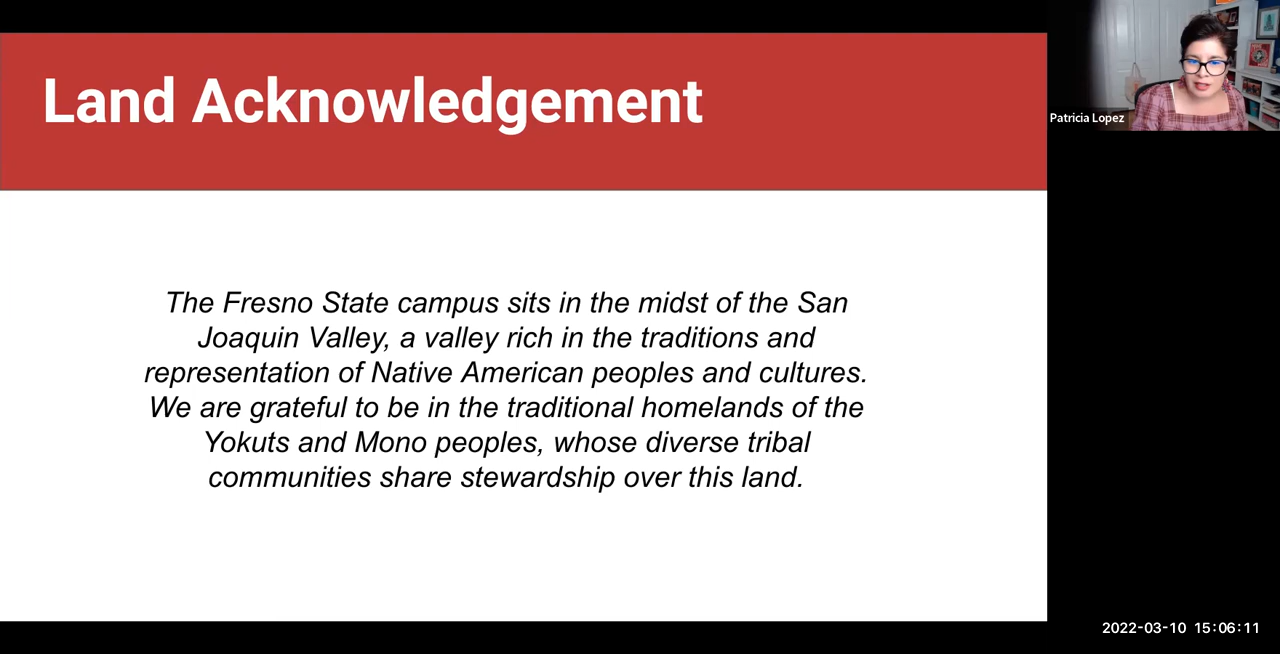 Land Acknowledgement
Patricia Lopez
The Fresno State campus sits in the midst of the San
Joaquin Valley, a valley rich in the traditions and
representation of Native American peoples and cultures.
We are grateful to be in the traditional homelands of the
Yokuts and Mono peoples, whose diverse tribal
communities share stewardship over this land.
2022-03-10 15:06:11